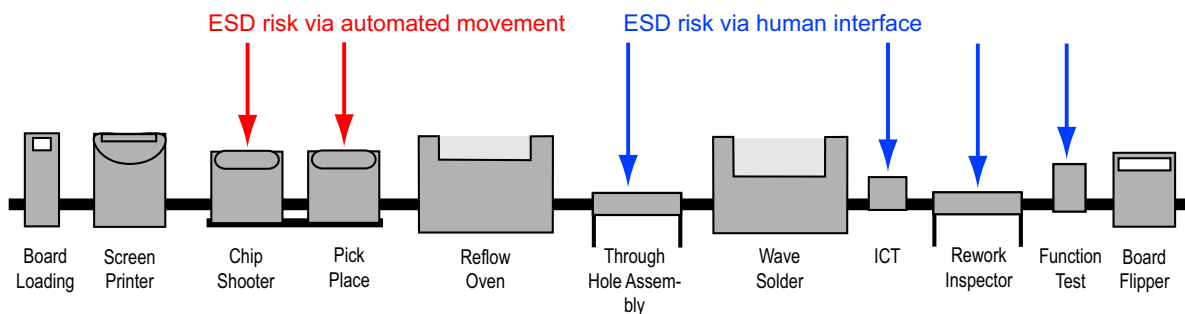 ESD risk via automated movement
ESD risk via human interface
Board
Loading
Screen
Printer
Chip
Shooter
Pick
Place
Reflow
Oven
Through
Hole Assem-
bly
Wave
Solder
ICT
Rework
Inspector
Function
Test
Board
Flipper